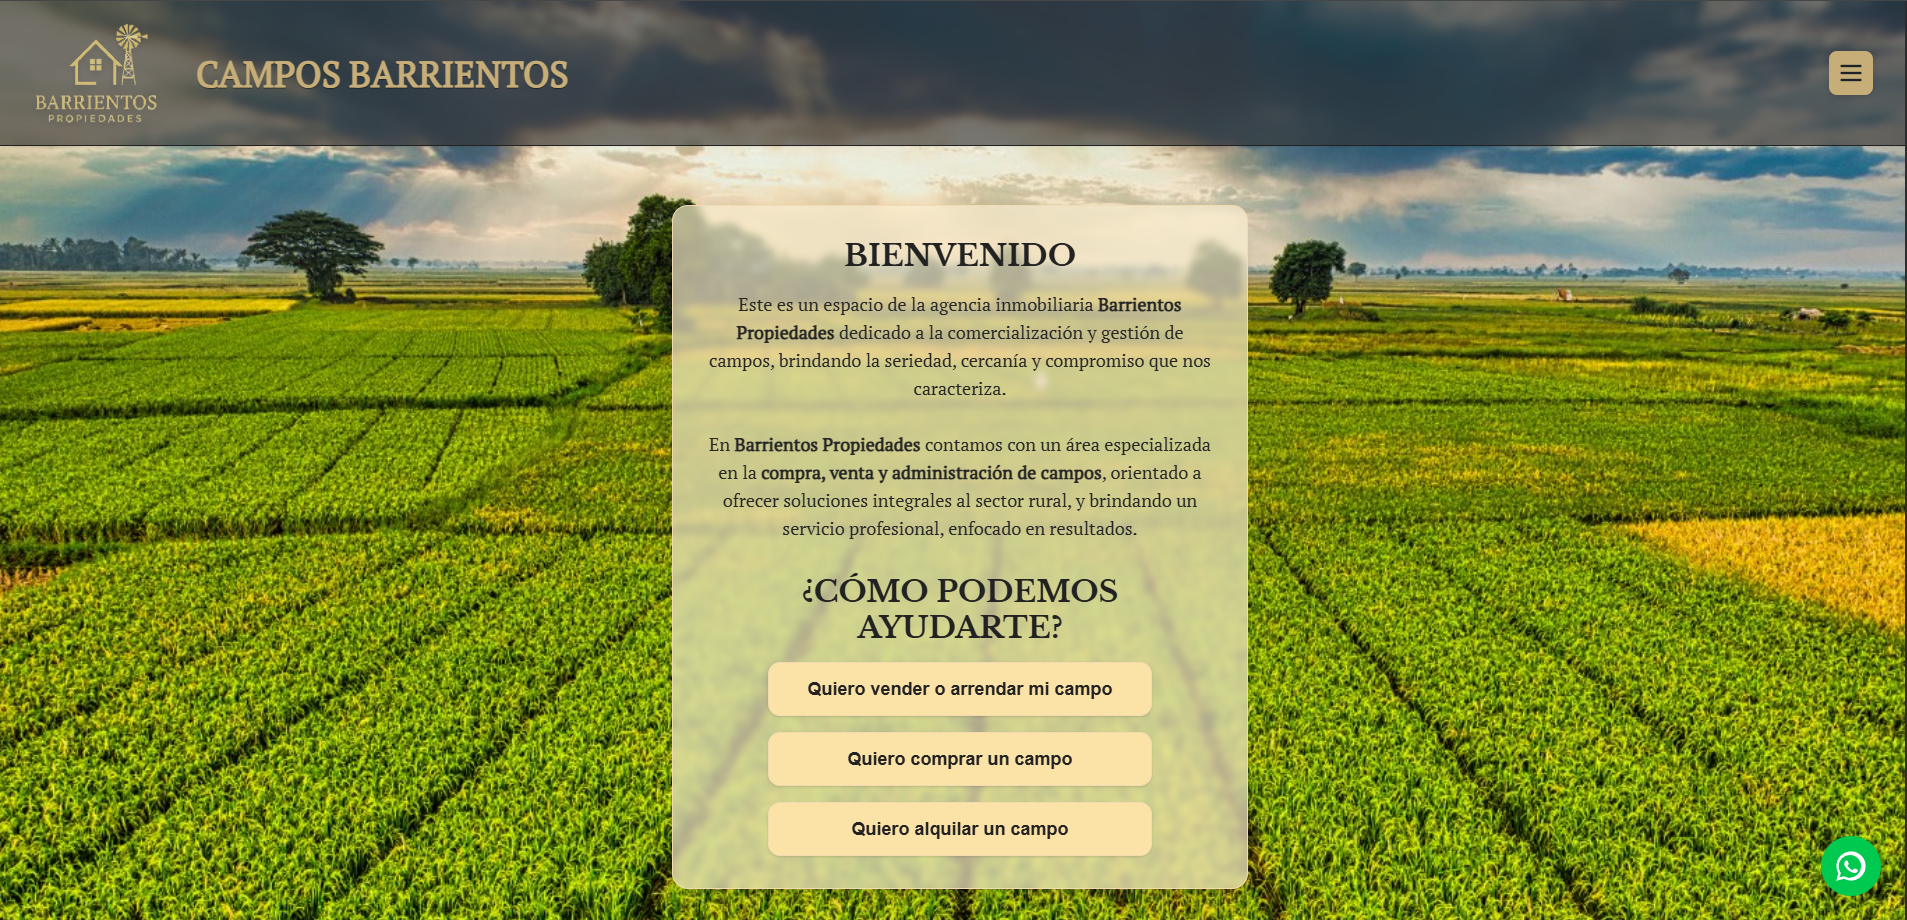 BARRIENTOS
PROPIEDADES
CAMPOS BARRIENTOS
BIENVENIDO
Este es un espacio de la agencia inmobiliaria Barrientos
Propiedades dedicado a la comercialización y gestión de
campos, brindando la seriedad, cercanía y compromiso que nos
caracteriza.
En Barrientos Propiedades contamos con un área especializada
en la compra, venta y administración de campos, orientado a
ofrecer soluciones integrales al sector rural, y brindando un
servicio profesional, enfocado en resultados.
¿CÓMO PODEMOS
AYUDARTE?
Quiero vender o arrendar mi campo
Quiero comprar un campo
Quiero alquilar un campo